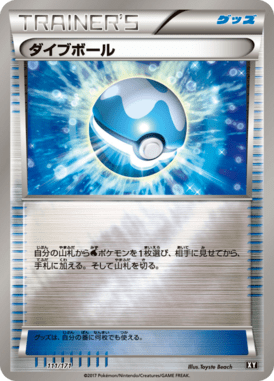 TRAINER'S
グッズ
ダイブボール
自分の山札から ポケモンを1枚選び、相手に見せてから、
手札に加える。そして山札を切る。
グッズは、自分の番に何枚でも使える。
111/171
XY
Illus. Toyste Beach
©2017 Pokémon/Nintendo/Creatures/GAME FREAK.